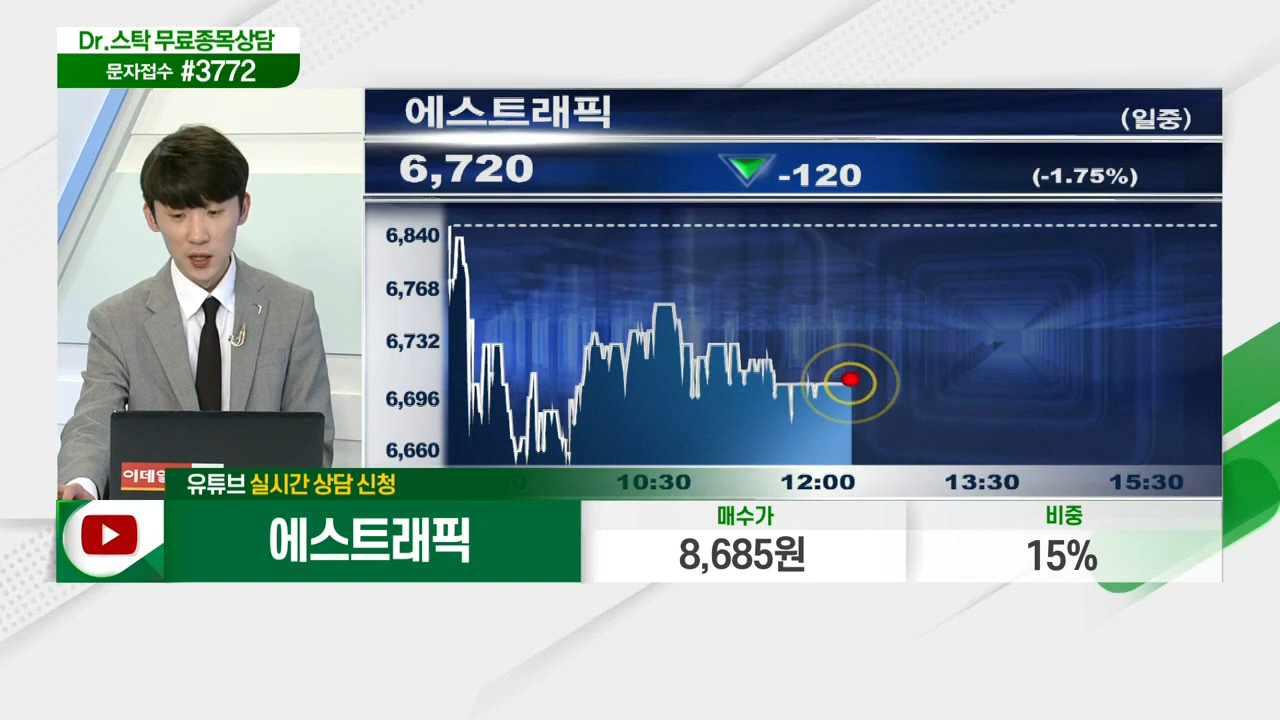 Dr.스탁 무료종목상담
문자접수 #3772
에스트래픽
(일중)
6,720
-120
(-1.75%)
6,840
6,768
6,732
6,696
6,660
10:30
12:00
13:30
15:30
유튜브 실시간 상담 신청
에스트래픽
매수가
8,685원
비중
15%